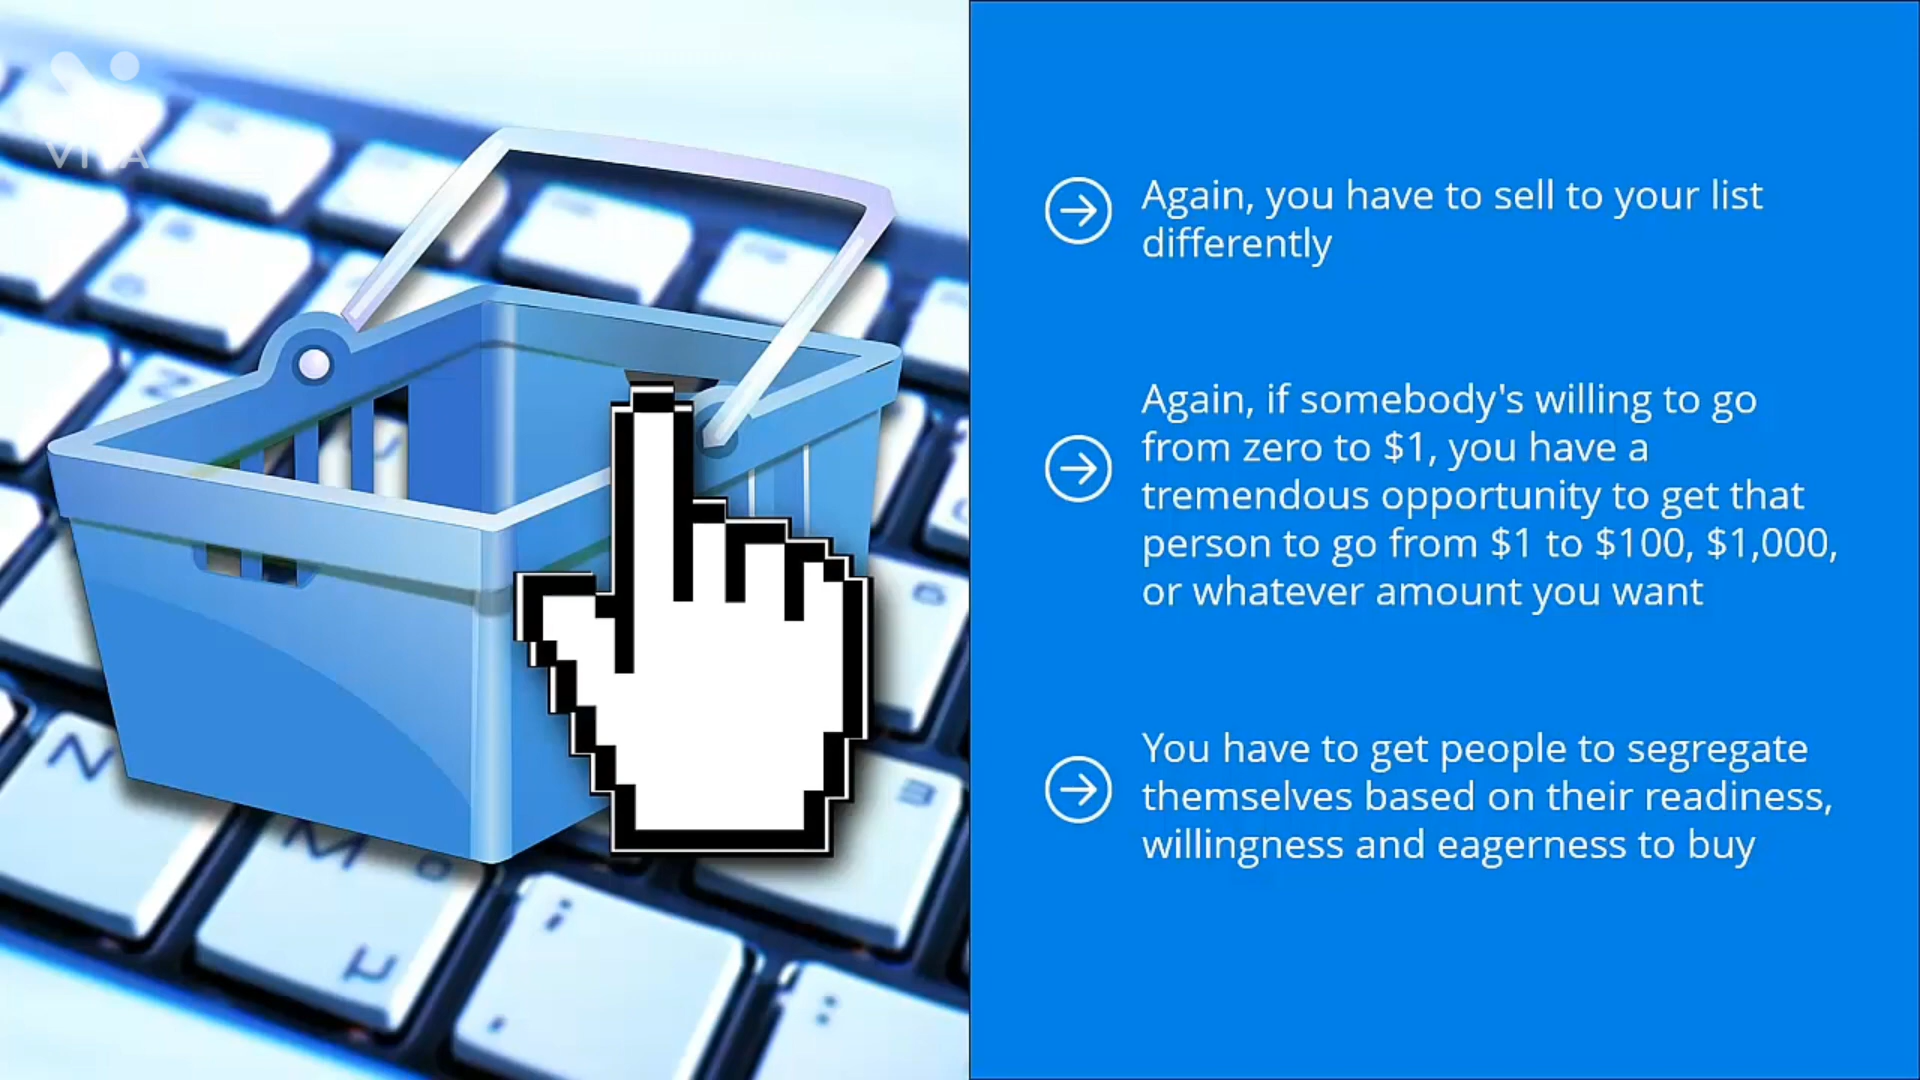 VITA
Again, you have to sell to your list
differently
Again, if somebody's willing to go
from zero to $1, you have a
tremendous opportunity to get that
person to go from $1 to $100, $1,000,
or whatever amount you want
You have to get people to segregate
themselves based on their readiness,
willingness and eagerness to buy
N
M
μ